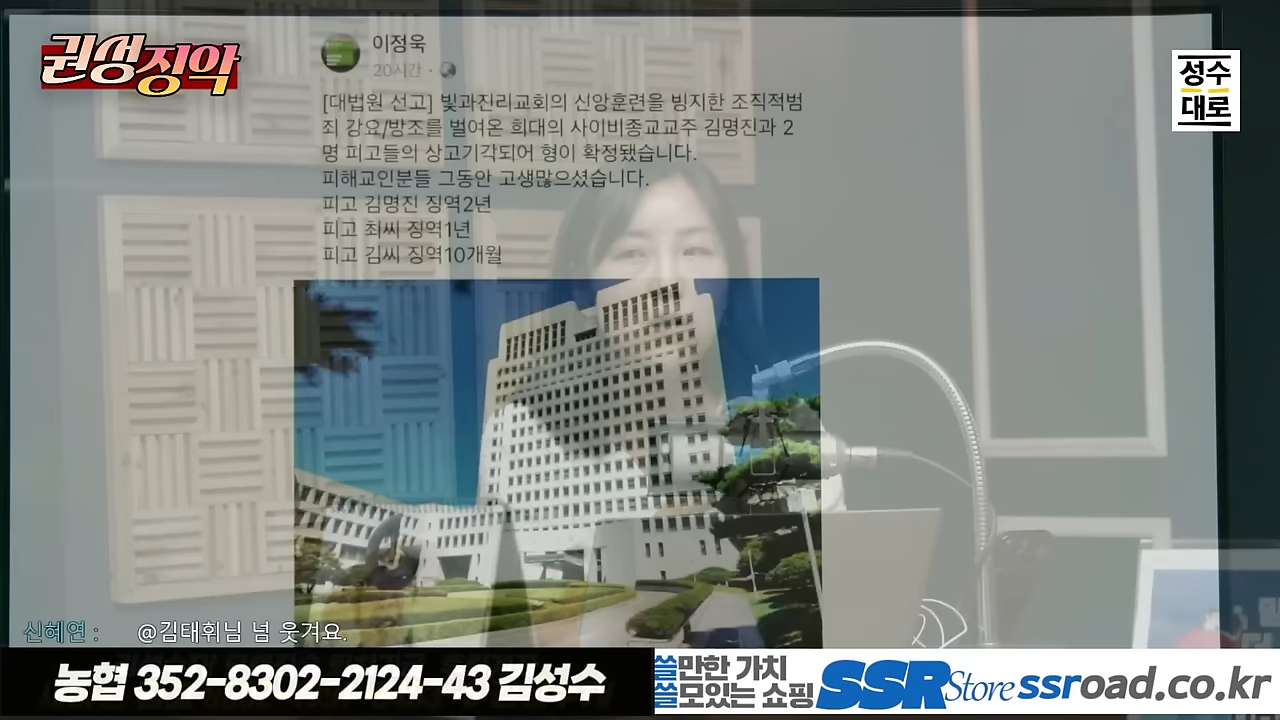 권성징악
성수
대로
이정욱
20시간 ·
[대법원 선고] 빛과진리교회의 신앙훈련을 빙지한 조직적범
죄 강요/방조를 벌여온 희대의 사이비종교교주 김명진과 2
명 피고들의 상고기각되어 형이 확정됐습니다.
피해교인분들 그동안 고생많으셨습니다.
피고 김명진 징역2년
피고 최씨 징역1년
피고 김씨 징역10개월
신혜연 : @김태휘님 넘 웃겨요.
농협 352-8302-2124-43 김성수
쓸만한 가치
쓸모있는 쇼핑
SSR Store ssroad.co.kr